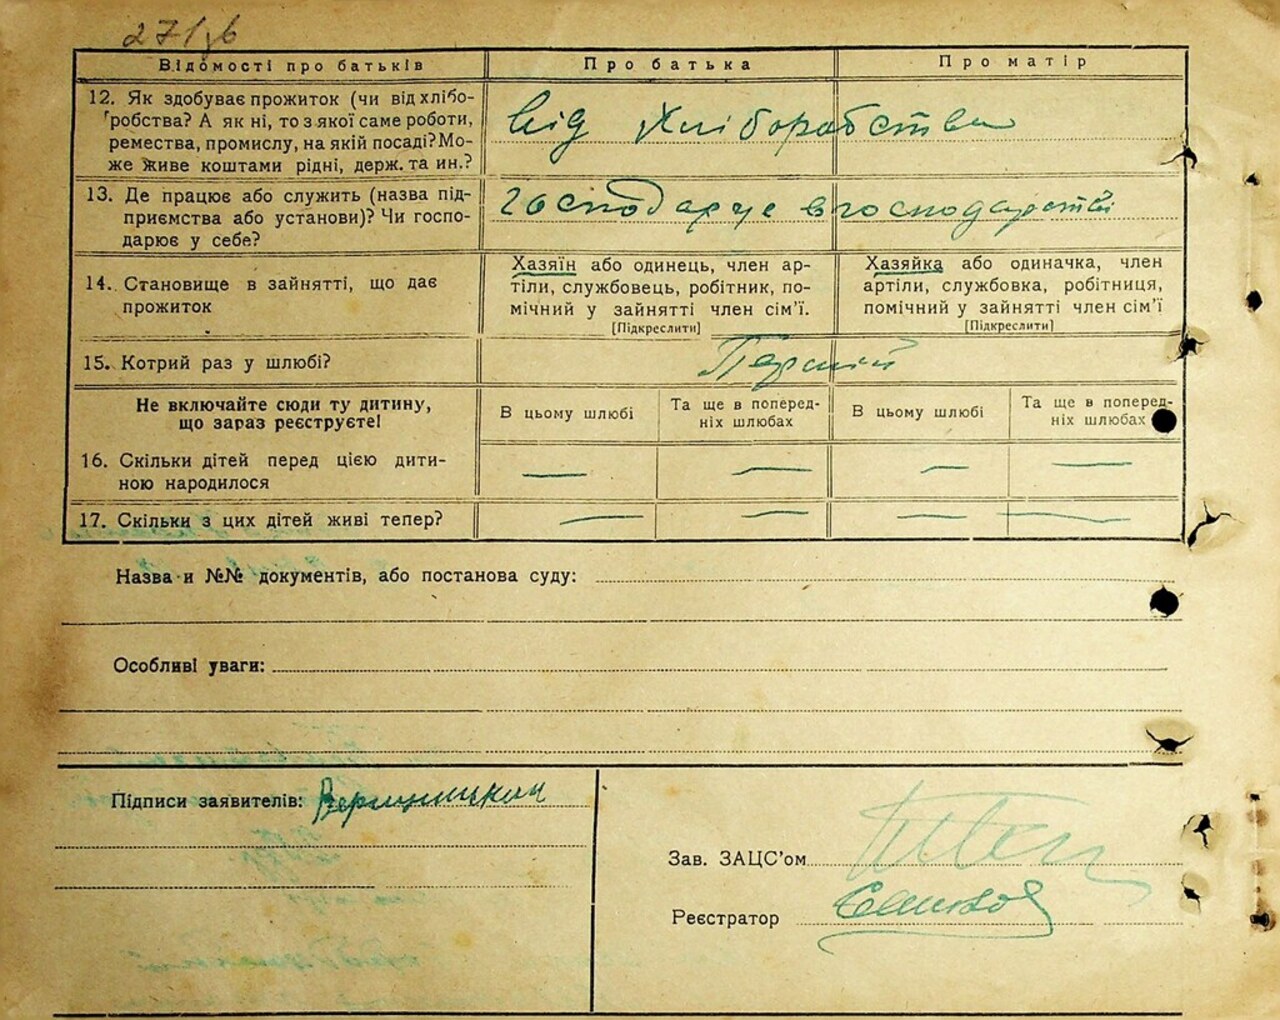 Відомості про батьків
Про батька
Про матір
12. Як здобуває прожиток (чи від хлібо-
робства? А як ні, то з якої саме роботи,
ремества, промислу, на якій посаді? Мо-
же живе коштами рідні, держ. та ин.?
від хліборобства
13. Де працює або служить (назва під-
приємства або установи)? Чи госпо-
дарює у себе?
господарує в господарстві
14. Становище в зайнятті, що дає
прожиток
Хазяїн або одинець, член ар-
тіли, службовець, робітник, по-
мічний у зайнятті член сім’ї.
[Підкреслити]
Хазяйка або одиначка, член
артіли, службовка, робітниця,
помічний у зайнятті член сім’ї
[Підкреслити]
15. Котрий раз у шлюбі?
Перший
Не включайте сюди ту дитину,
що зараз реєструєте!
В цьому шлюбі
Та ще в поперед-
ніх шлюбах
В цьому шлюбі
Та ще в поперед-
ніх шлюбах
16. Скільки дітей перед цією дити-
ною народилося
— — — —
17. Скільки з цих дітей живі тепер?
— — — —
Назва и №№ документів, або постанова суду:
Особливі уваги:
Підписи заявителів:
Зав. ЗАЦС’ом
Реєстратор